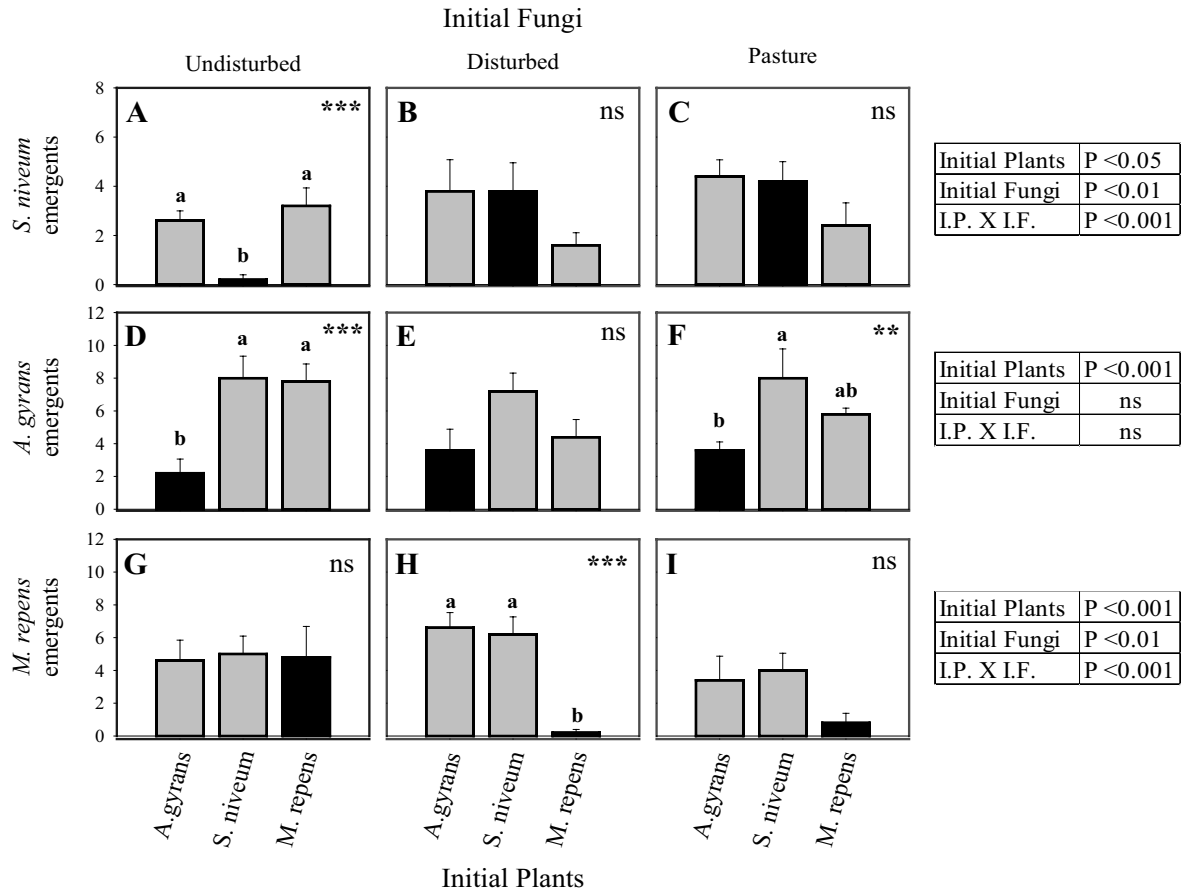 Initial Fungi
Undisturbed
Disturbed
Pasture
S. niveum
emergents
8
6
4
2
0
A
***
a
b
a
B
ns
C
ns
Initial Plants P <0.05
Initial Fungi P <0.01
I.P. X I.F. P <0.001
A. gyrans
emergents
12
10
8
6
4
2
0
D
***
b
a
a
E
ns
F
**
b
a
ab
Initial Plants P <0.001
Initial Fungi ns
I.P. X I.F. ns
M. repens
emergents
12
10
8
6
4
2
0
G
ns
H
***
a
a
b
I
ns
Initial Plants P <0.001
Initial Fungi P <0.01
I.P. X I.F. P <0.001
A.gyrans
S. niveum
M. repens
A.gyrans
S. niveum
M. repens
A.gyrans
S. niveum
M. repens
Initial Plants